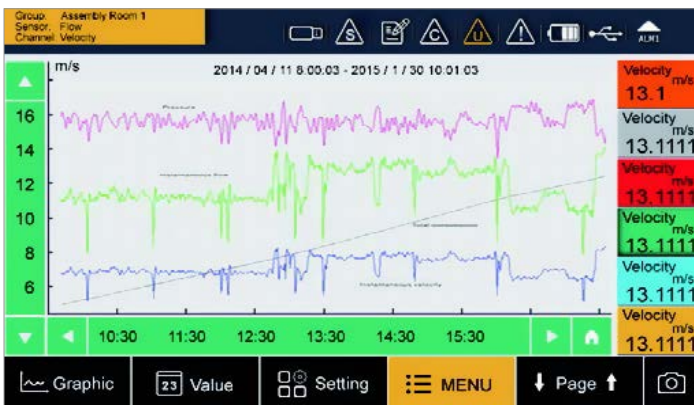 Group: Assembly Room 1
Sensor: Flow
Channel: Velocity
S
C
U
ALM1
m/s
2014 / 04 / 11 8:00:03 - 2015 / 1 / 30 10:01 03
Pressure
Instantaneous flow
Total
Instantaneous velocity
16
14
12
10
8
6
10:30 11:30 12:30 13:30 14:30 15:30
Velocity
m/s
13.1
Velocity
m/s
13.1111
Velocity
m/s
13.1111
Velocity
m/s
13.1111
Velocity
m/s
13.1111
Velocity
m/s
13.1111
Graphic
23 Value
Setting
MENU
Page